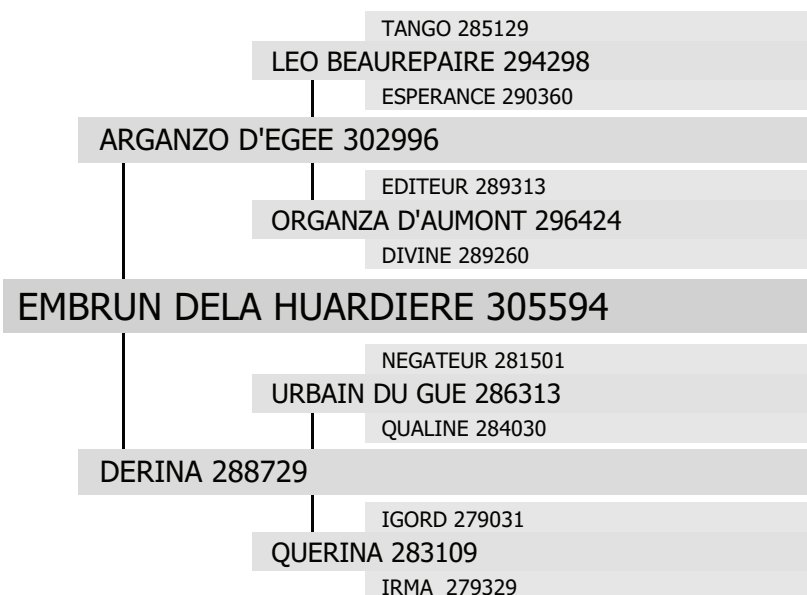 TANGO 285129
LEO BEAUREPAIRE 294298
ESPERANCE 290360
ARGANZO D'EGEE 302996
EDITEUR 289313
ORGANZA D'AUMONT 296424
DIVINE 289260
EMBRUN DELA HUARDIERE 305594
NEGATEUR 281501
URBAIN DU GUE 286313
QUALINE 284030
DERINA 288729
IGORD 279031
QUERINA 283109
IRMA  279329